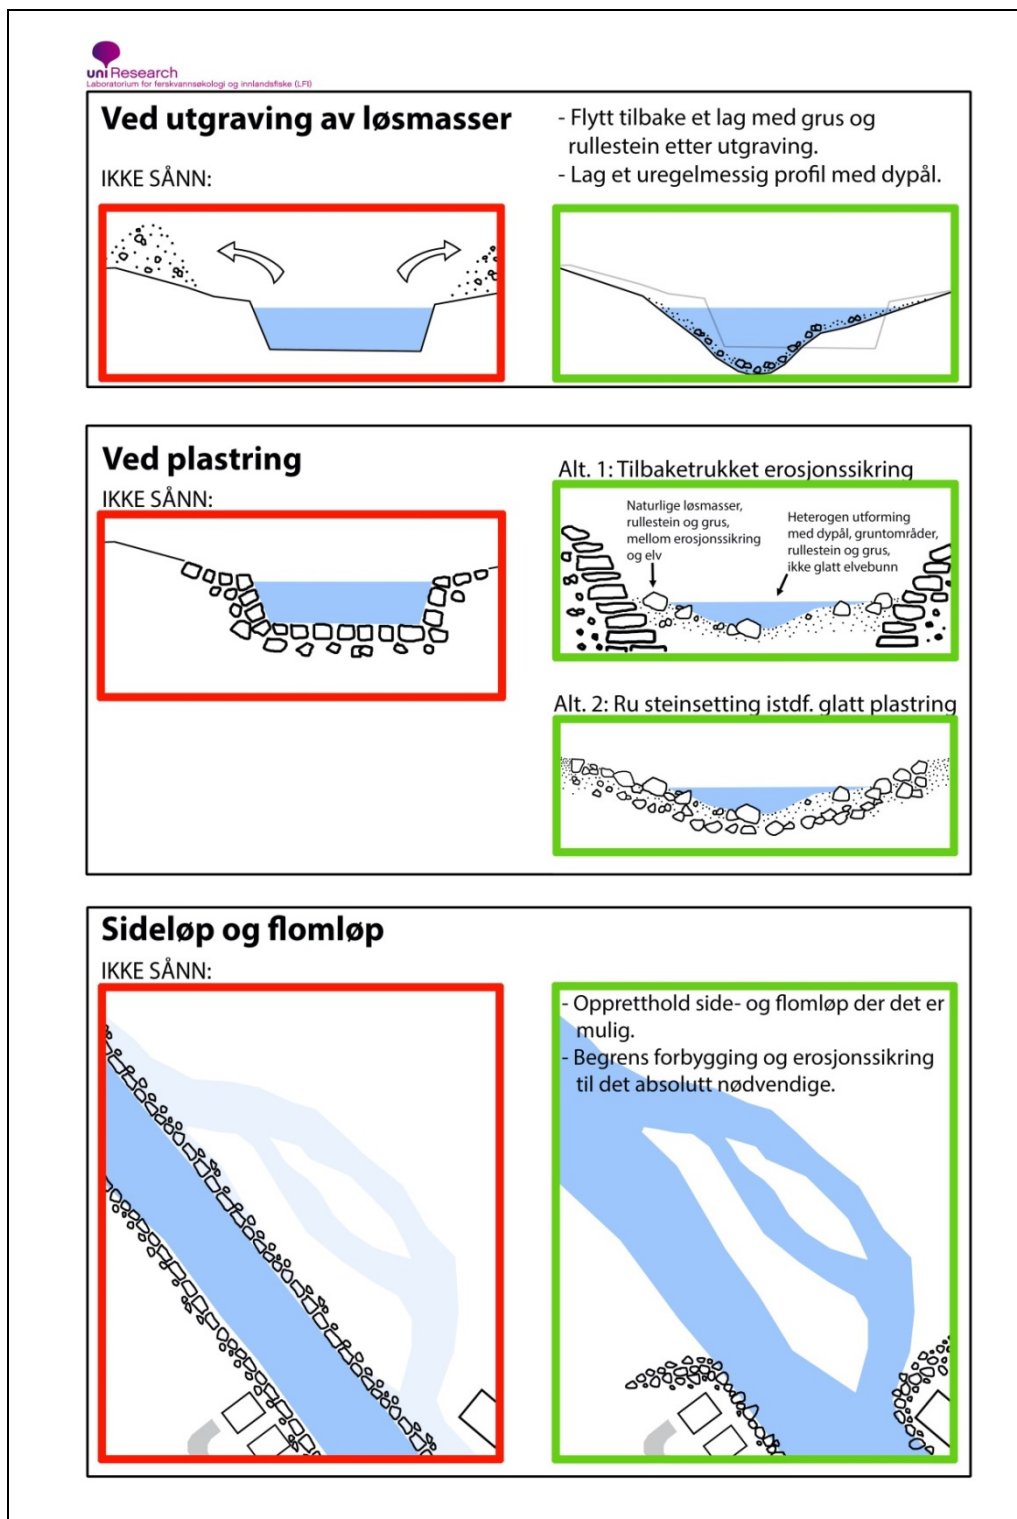 uni Research
Laboratorium for ferskvannsøkologi og innlandsfiske (LFI)
Ved utgraving av løsmasser
IKKE SÅNN:
- Flytt tilbake et lag med grus og
rullestein etter utgraving.
- Lag et uregelmessig profil med dypål.
Ved plastring
IKKE SÅNN:
Alt. 1: Tilbaketrukket erosjonssikring
Naturlige løsmasser,
rullestein og grus,
mellom erosjonssikring
og elv
Heterogen utforming
med dypål, gruntområder,
rullestein og grus,
ikke glatt elvebunn
Alt. 2: Ru steinsetting istdf. glatt plastring
Sideløp og flomløp
IKKE SÅNN:
- Oppretthold side- og flomløp der det er
mulig.
- Begrens forbygging og erosjonssikring
til det absolutt nødvendige.